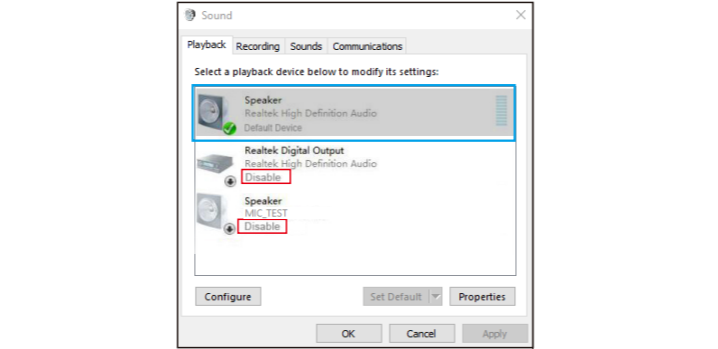 Sound
Playback Recording Sounds Communications
Select a playback device below to modify its settings:
Speaker
Realtek High Definition Audio
Default Device
Realtek Digital Output
Realtek High Definition Audio
Disable
Speaker
MIC_TEST
Disable
Configure Set Default Properties
OK Cancel Apply